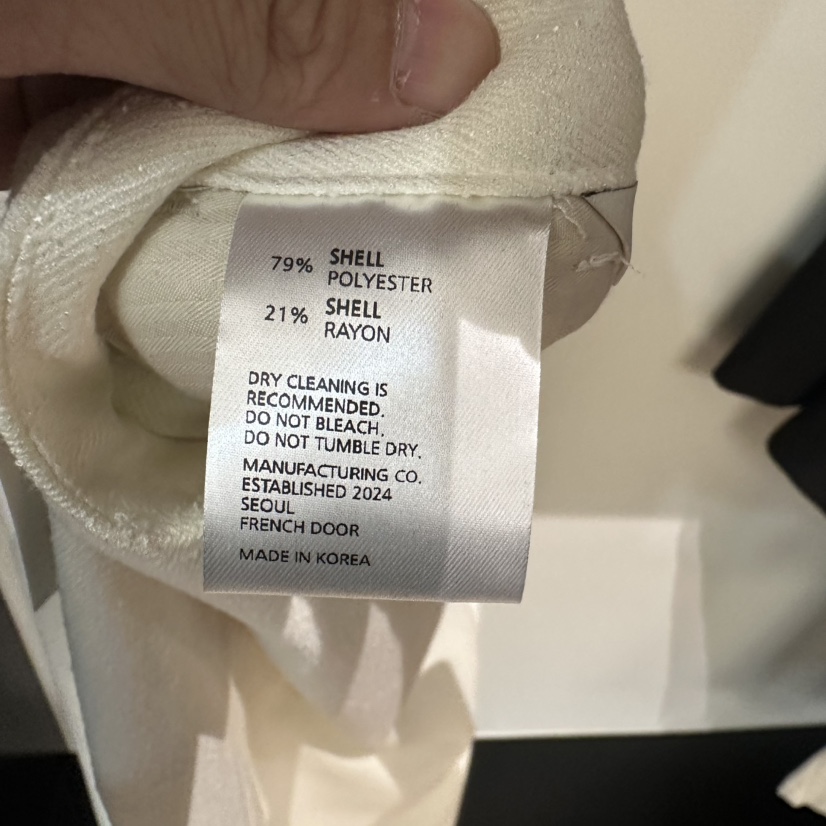 79% SHELL
POLYESTER
21% SHELL
RAYON
DRY CLEANING IS
RECOMMENDED.
DO NOT BLEACH.
DO NOT TUMBLE DRY.
MANUFACTURING CO.
ESTABLISHED 2024
SEOUL
FRENCH DOOR
MADE IN KOREA